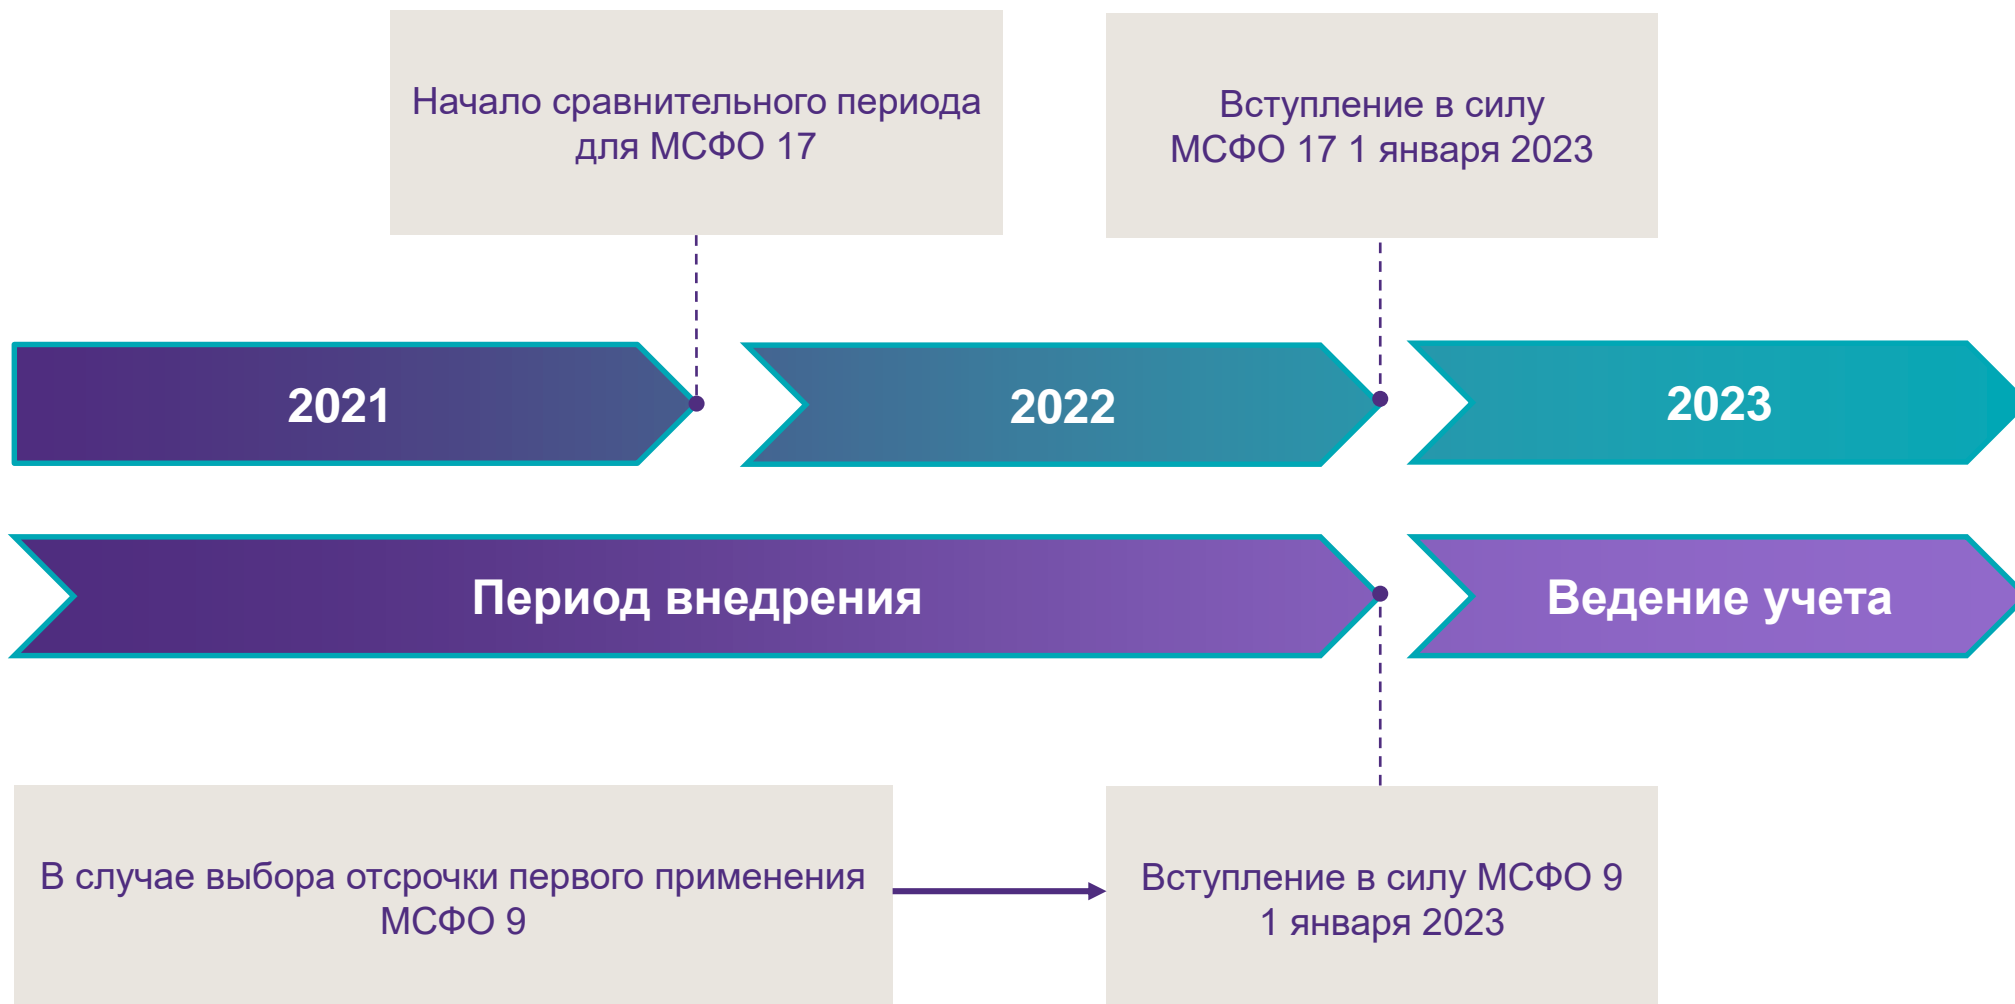 Начало сравнительного периода
для МСФО 17
Вступление в силу
МСФО 17 1 января 2023
2021
2022
2023
Период внедрения
Ведение учета
В случае выбора отсрочки первого применения
МСФО 9
Вступление в силу МСФО 9
1 января 2023